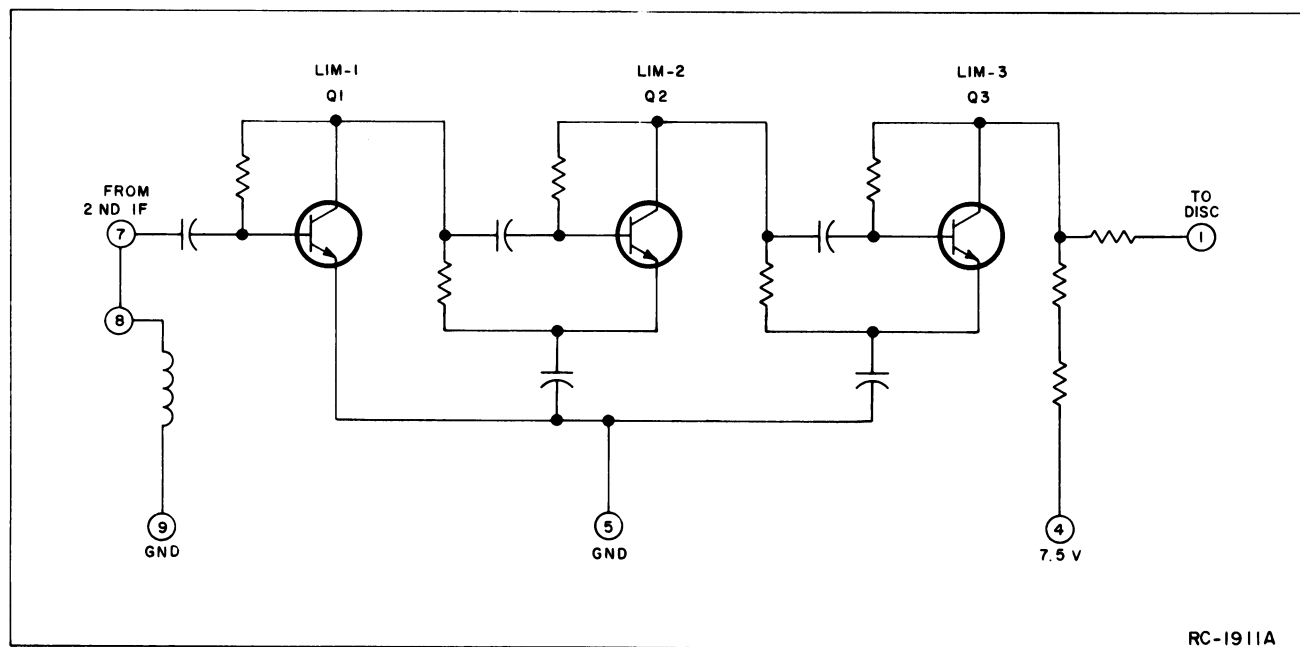 LIM-1
Q1
LIM-2
Q2
LIM-3
Q3
FROM
2 ND IF
7
8
9
GND
5
GND
4
7.5 V
TO
DISC
1
RC-1911A